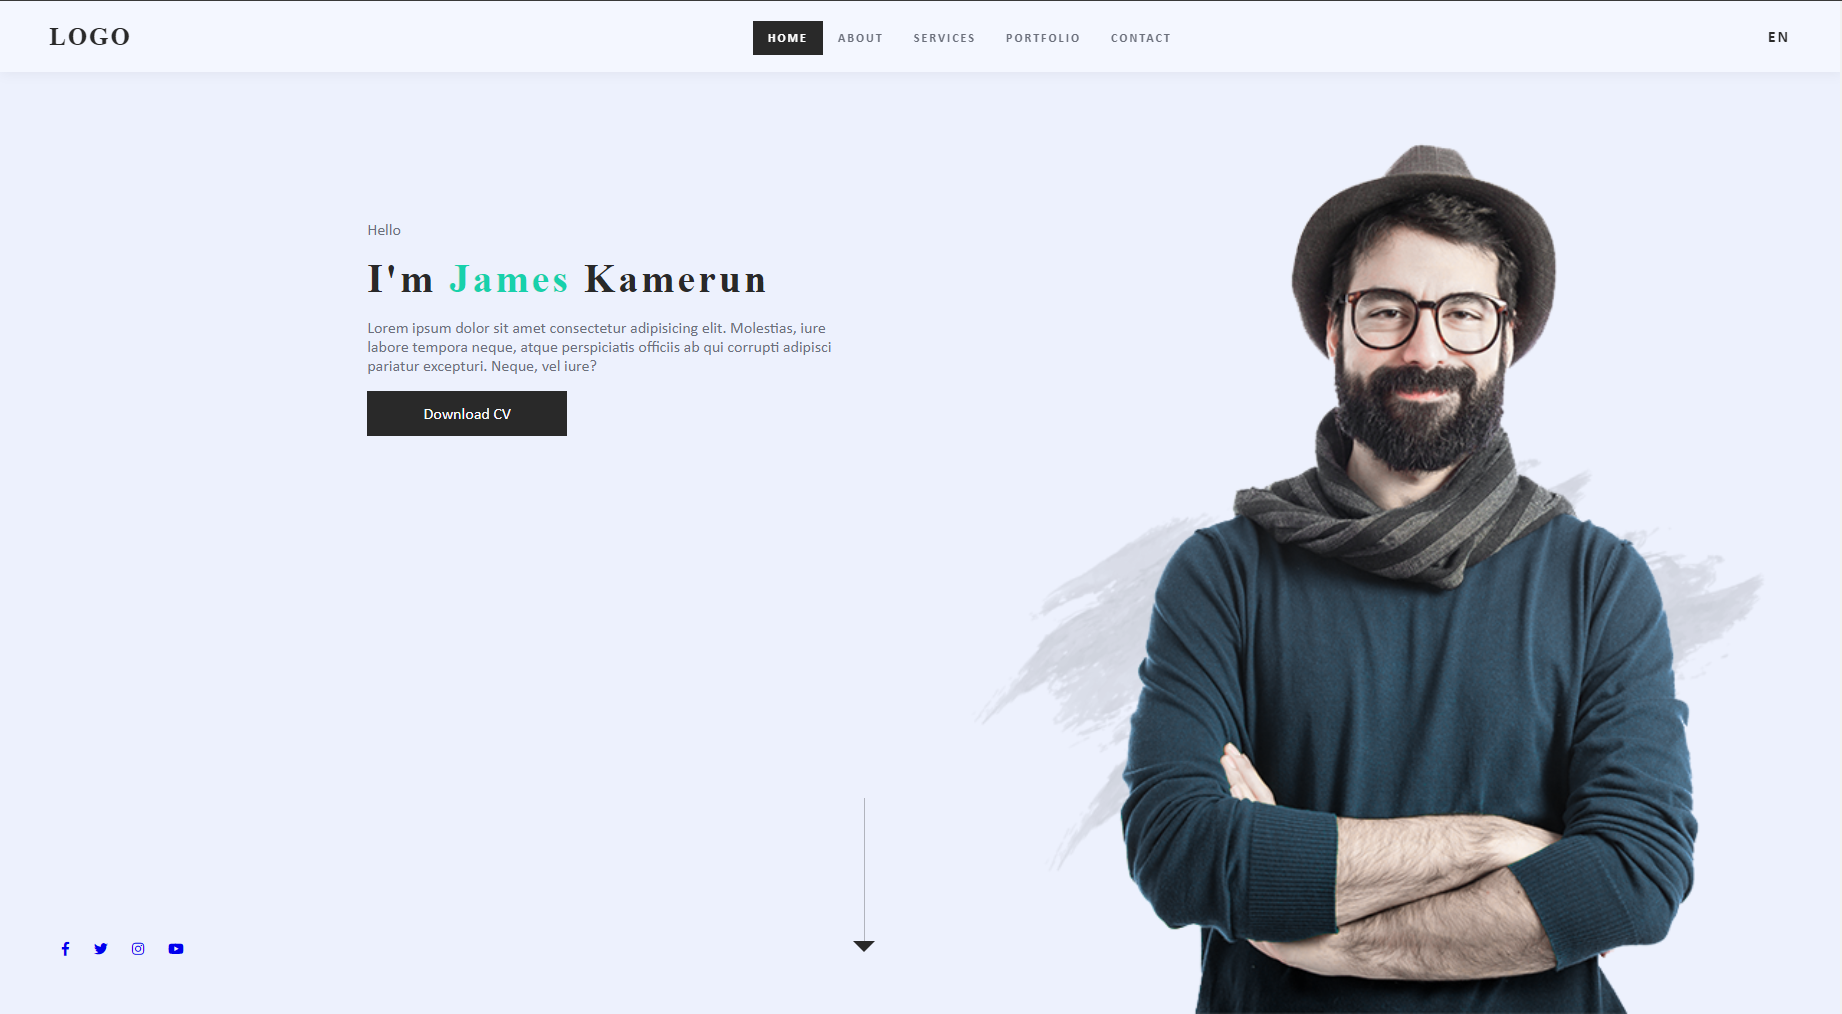 LOGO
HOME ABOUT SERVICES PORTFOLIO CONTACT
EN
Hello
I'm James Kamerun
Lorem ipsum dolor sit amet consectetur adipisicing elit. Molestias, iure
labore tempora neque, atque perspiciatis officiis ab qui corrupti adipisci
pariatur excepturi. Neque, vel iure?
Download CV